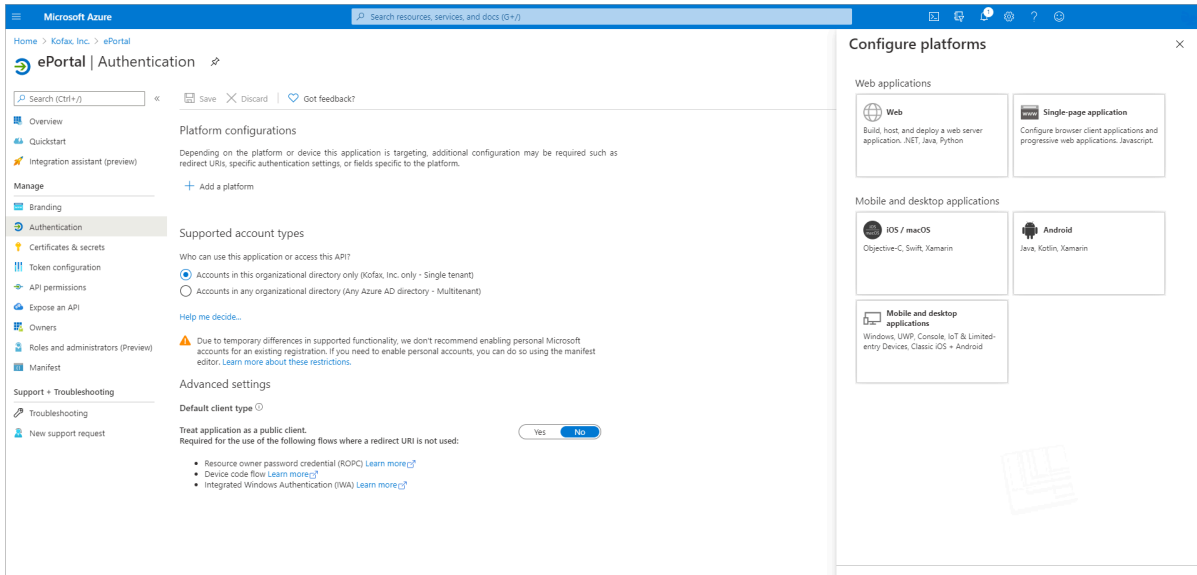 Microsoft Azure
Search resources, services, and docs (G+/)
1
Home > Kofax, Inc. > ePortal
ePortal | Authentication
Search (Ctrl+/)
«
Overview
Quickstart
Integration assistant (preview)
Manage
Branding
Authentication
Certificates & secrets
Token configuration
API permissions
Expose an API
Owners
Roles and administrators (Preview)
Manifest
Support + Troubleshooting
Troubleshooting
New support request
Save Discard Got feedback?
Platform configurations
Depending on the platform or device this application is targeting, additional configuration may be required such as
redirect URIs, specific authentication settings, or fields specific to the platform.
+ Add a platform
Supported account types
Who can use this application or access this API?
Accounts in this organizational directory only (Kofax, Inc. only - Single tenant)
Accounts in any organizational directory (Any Azure AD directory - Multitenant)
Help me decide...
Due to temporary differences in supported functionality, we don't recommend enabling personal Microsoft
accounts for an existing registration. If you need to enable personal accounts, you can do so using the manifest
editor. Learn more about these restrictions.
Advanced settings
Default client type
Treat application as a public client.
Required for the use of the following flows where a redirect URI is not used:
Yes No
• Resource owner password credential (ROPC) Learn more
• Device code flow Learn more
• Integrated Windows Authentication (IWA) Learn more
Configure platforms
Web applications
Web
Build, host, and deploy a web server
application. .NET, Java, Python
www Single-page application
Configure browser client applications and
progressive web applications. Javascript.
Mobile and desktop applications
iOS / macOS
Objective-C, Swift, Xamarin
Android
Java, Kotlin, Xamarin
Mobile and desktop
applications
Windows, UWP, Console, IoT & Limited-
entry Devices, Classic iOS + Android